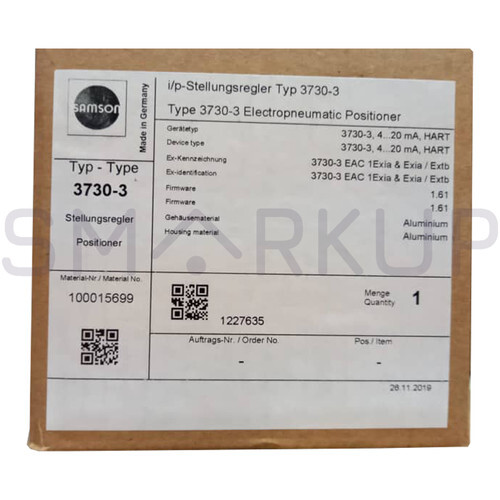 SAMSON
Made in Germany
Typ - Type
3730-3
Stellungsregler
Positioner
Material-Nr / Material No.
100015699
i/p-Stellungsregler Typ 3730-3
Type 3730-3 Electropneumatic Positioner
Gerätetyp 3730-3, 4...20 mA, HART
Device type 3730-3, 4...20 mA, HART
Ex-Kennzeichnung 3730-3 EAC 1Exia & Exia / Extb
Ex-identification 3730-3 EAC 1Exia & Exia / Extb
Firmware 1.61
Firmware 1.61
Gehäusematerial Aluminium
Housing material Aluminium
1227635
Menge
Quantity 1
Auftrags-Nr. / Order No. Pos / Item
- -
26.11.2019
SMARKUP